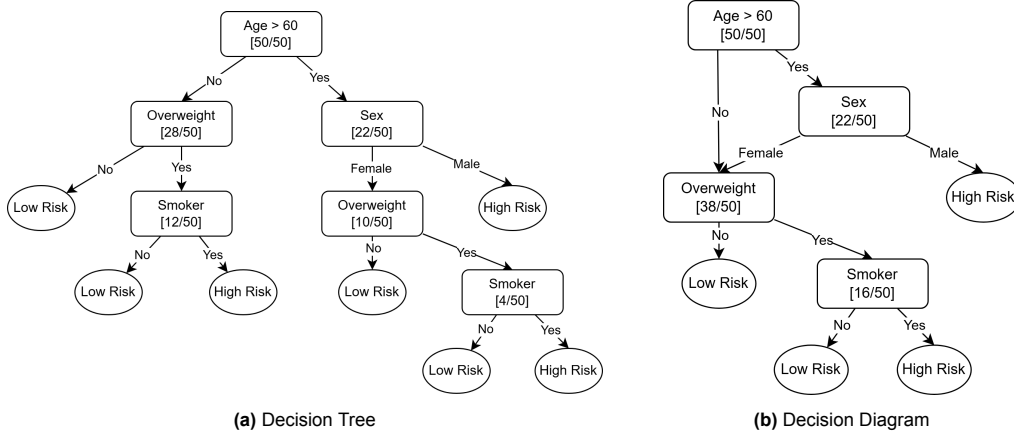 Age > 60
[50/50]
No
Yes
Overweight
[28/50]
Sex
[22/50]
No
Yes
Female
Male
Low Risk
Smoker
[12/50]
Overweight
[10/50]
High Risk
No
Yes
No
Yes
Low Risk
High Risk
Low Risk
Smoker
[4/50]
No
Yes
Low Risk
High Risk
(a) Decision Tree
Age > 60
[50/50]
Yes
No
Sex
[22/50]
Female
Male
Overweight
[38/50]
High Risk
No
Yes
Low Risk
Smoker
[16/50]
No
Yes
Low Risk
High Risk
(b) Decision Diagram